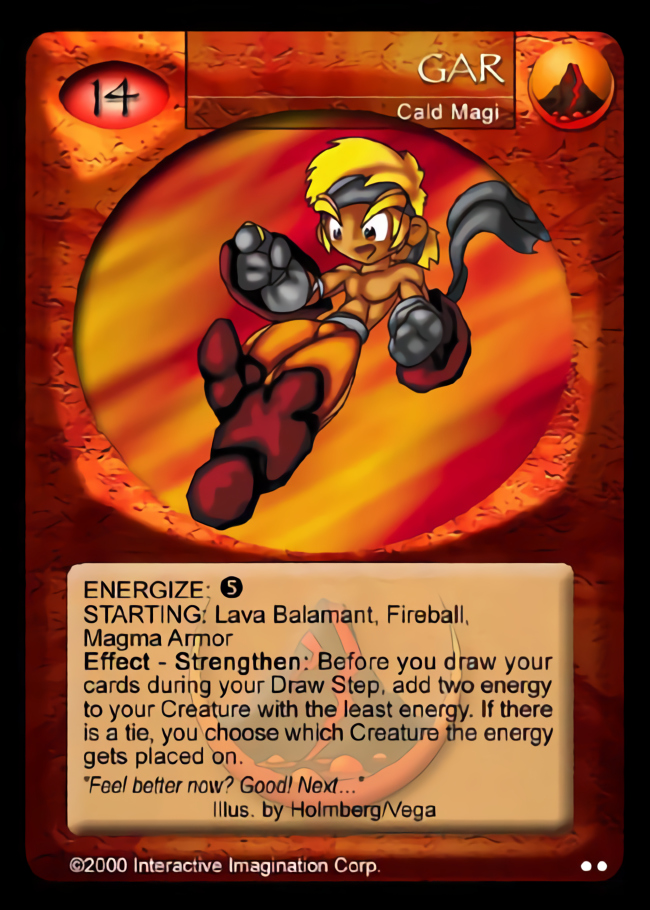 14
GAR
Cald Magi
ENERGIZE: 5
STARTING: Lava Balamant, Fireball,
Magma Armor
Effect - Strengthen: Before you draw your
cards during your Draw Step, add two energy
to your Creature with the least energy. If there
is a tie, you choose which Creature the energy
gets placed on.
"Feel better now? Good! Next..."
Illus. by Holmberg/Vega
©2000 Interactive Imagination Corp.